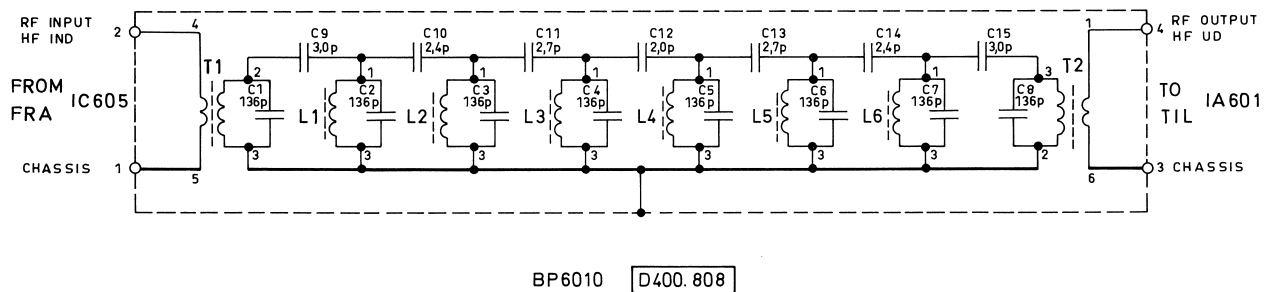 RF INPUT
HF IND
2
4
FROM
FRA
IC605
CHASSIS
1
5
T1
2
C1
136p
3
C9
3,0p
L1
1
C2
136p
3
C10
2,4p
L2
1
C3
136p
3
C11
2,7p
L3
1
C4
136p
3
C12
2,0p
L4
1
C5
136p
3
C13
2,7p
L5
1
C6
136p
3
C14
2,4p
L6
1
C7
136p
3
C15
3,0p
3
C8
136p
2
T2
1
6
4
RF OUTPUT
HF UD
TO
TIL
IA601
3 CHASSIS
BP6010 D400.808